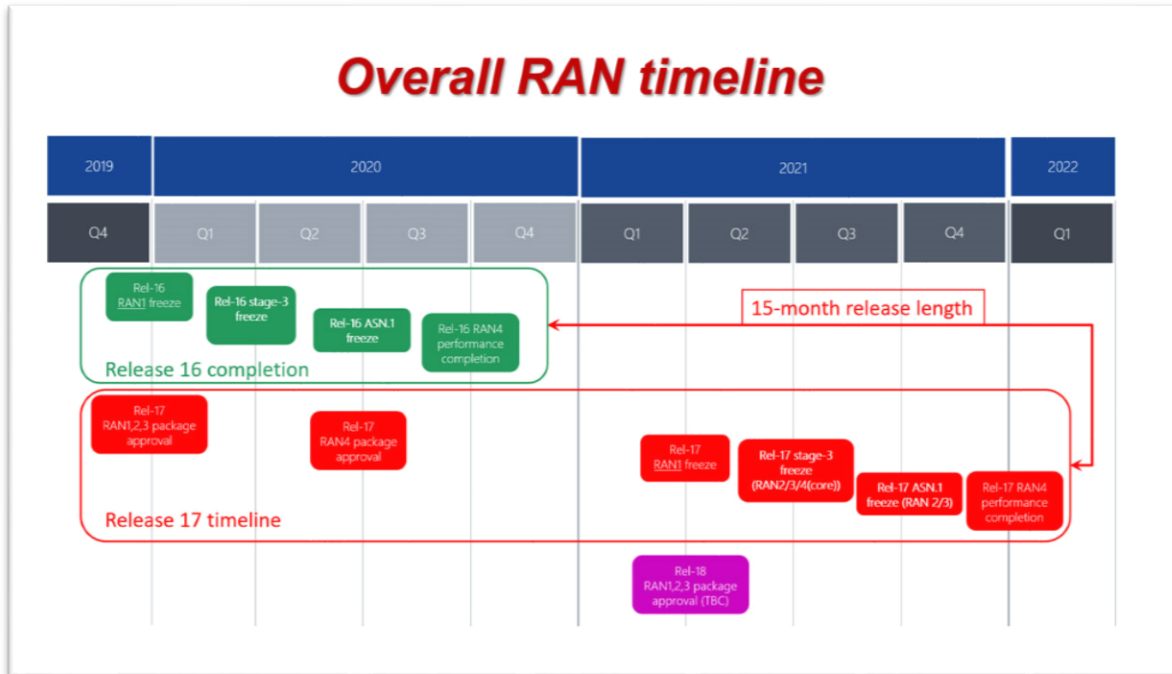 Overall RAN timeline
2019
2020
2021
2022
Q4
Q1
Q2
Q3
Q4
Q1
Q2
Q3
Q4
Q1
Rel-16
RAN1 freeze
Rel-16 stage-3
freeze
Rel-16 ASN.1
freeze
Rel-16 RAN4
performance
completion
Release 16 completion
15-month release length
Rel-17
RAN1,2,3 package
approval
Rel-17
RAN4 package
approval
Rel-17
RAN1 freeze
Rel-17 stage-3
freeze
(RAN2/3/4(core))
Rel-17 ASN.1
freeze (RAN 2/3)
Rel-17 RAN4
performance
completion
Release 17 timeline
Rel-18
RAN1,2,3 package
approval (TBC)